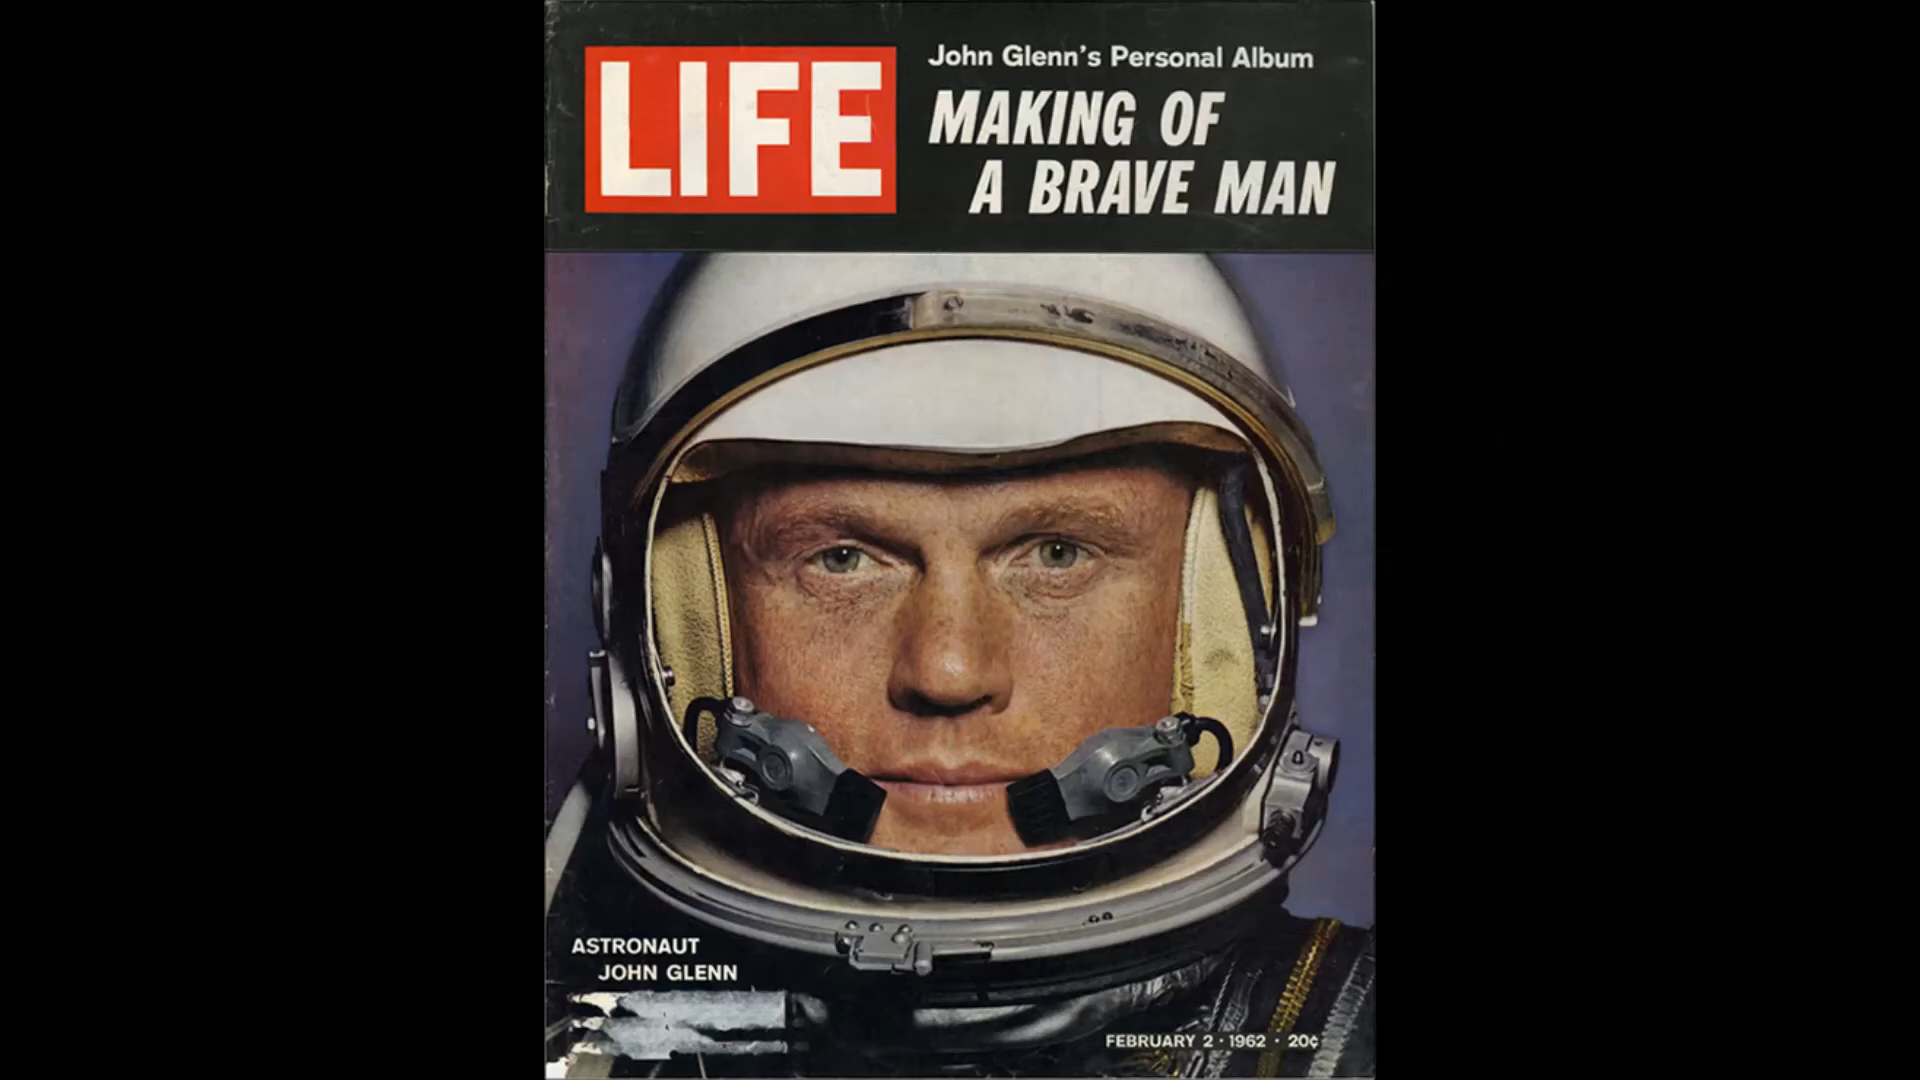 LIFE
John Glenn's Personal Album
MAKING OF
A BRAVE MAN
ASTRONAUT
JOHN GLENN
FEBRUARY 2 · 1962 · 20¢